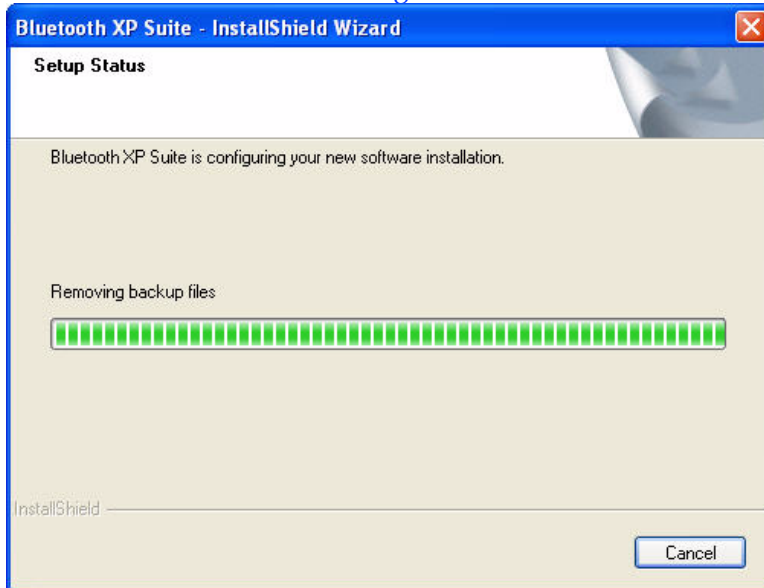 Bluetooth XP Suite - InstallShield Wizard
Setup Status
Bluetooth XP Suite is configuring your new software installation.
Removing backup files
InstallShield
Cancel